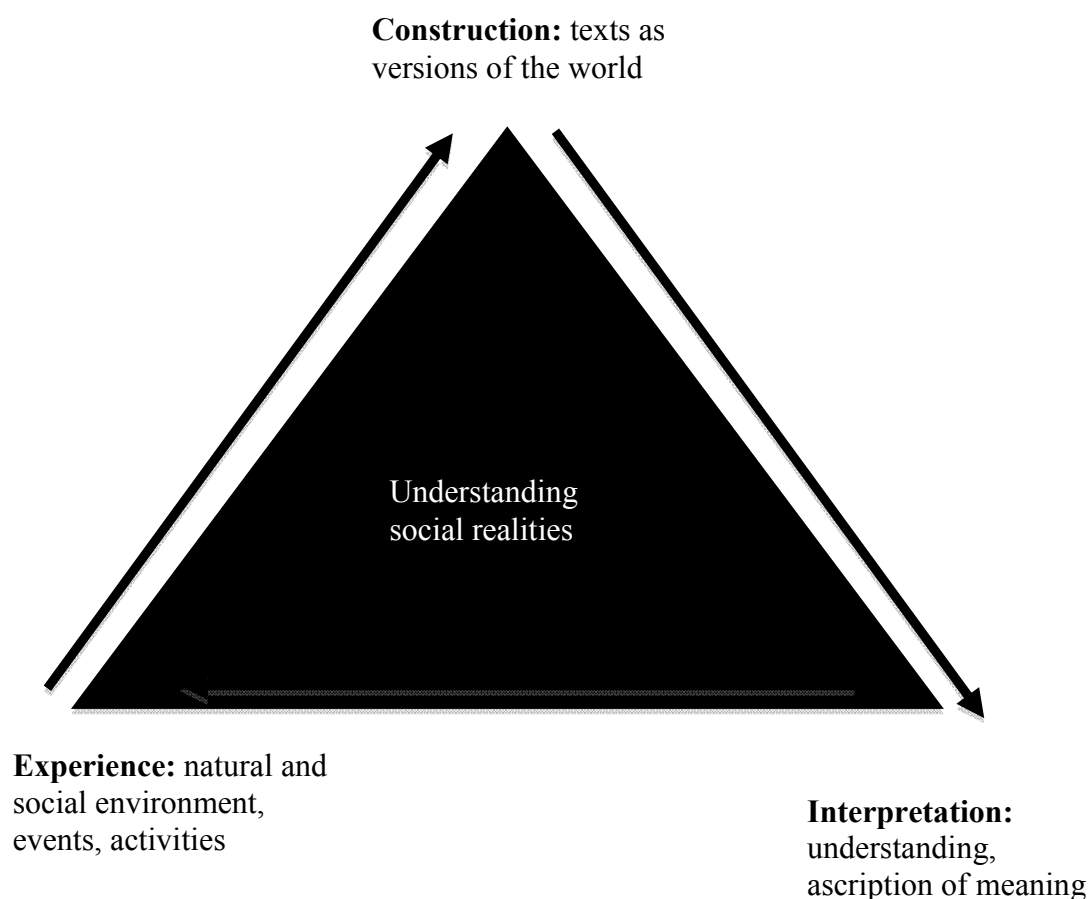 Construction: texts as
versions of the world
Understanding
social realities
Experience: natural and
social environment,
events, activities
Interpretation:
understanding,
ascription of meaning